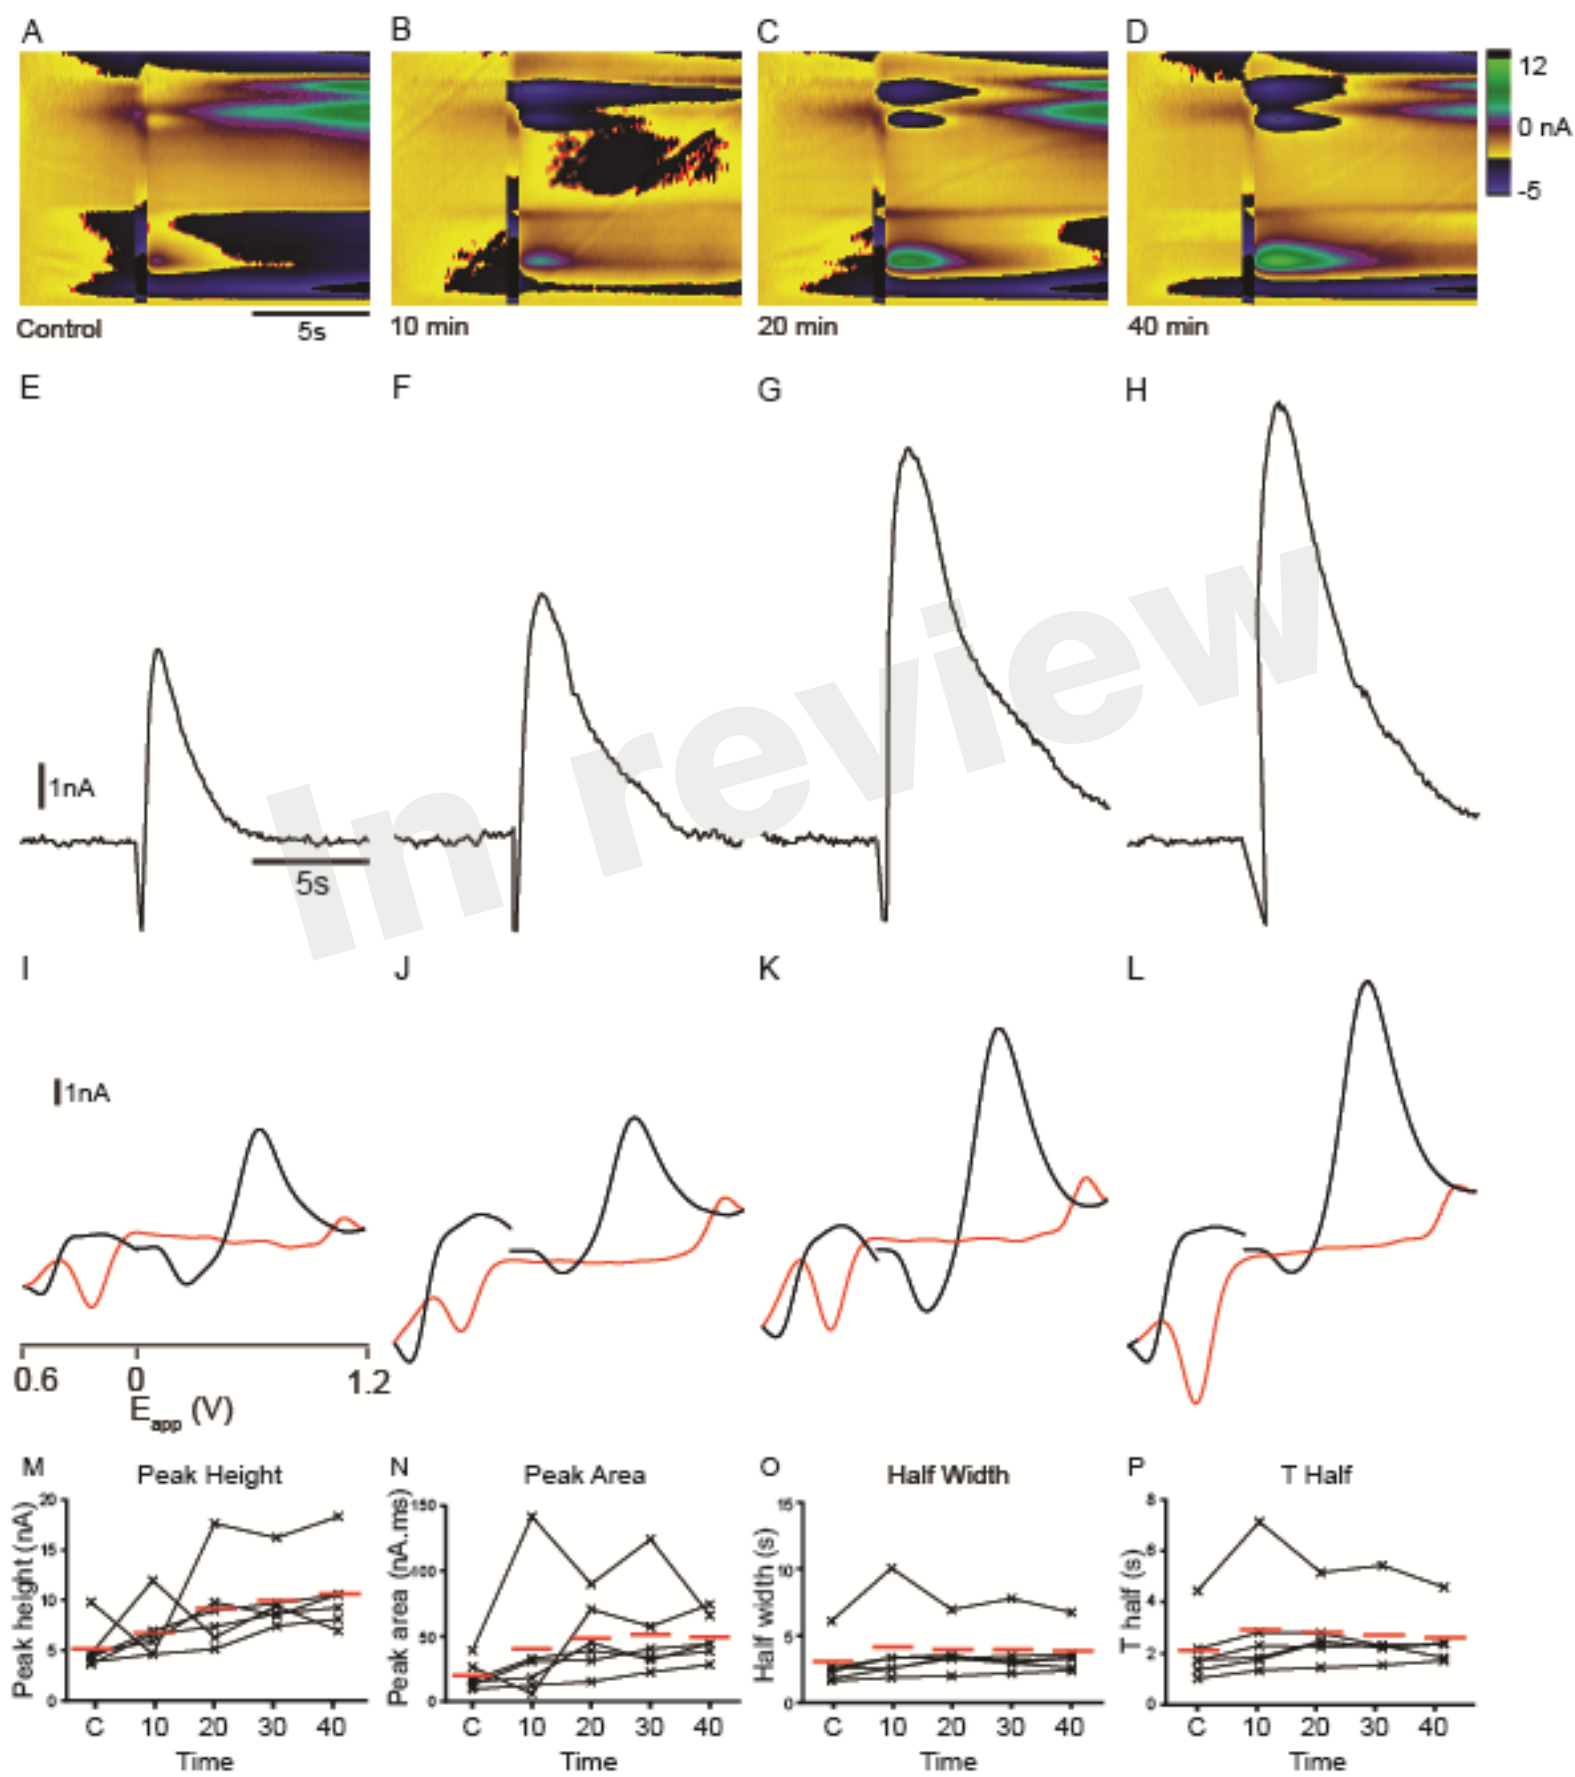 A B C D
12
0 nA
-5
Control 10 min 20 min 40 min
5s
E F G H
In review
1nA
5s
I J K L
1nA
0.6 0 1.2
Eapp (V)
M Peak Height N Peak Area O Half Width P T Half
Peak height (nA)
20
15
10
5
0
C 10 20 30 40
Time
Peak area (nA.ms)
150
100
50
0
C 10 20 30 40
Time
Half width (s)
15
10
5
0
C 10 20 30 40
Time
T half (s)
8
6
4
2
0
C 10 20 30 40
Time